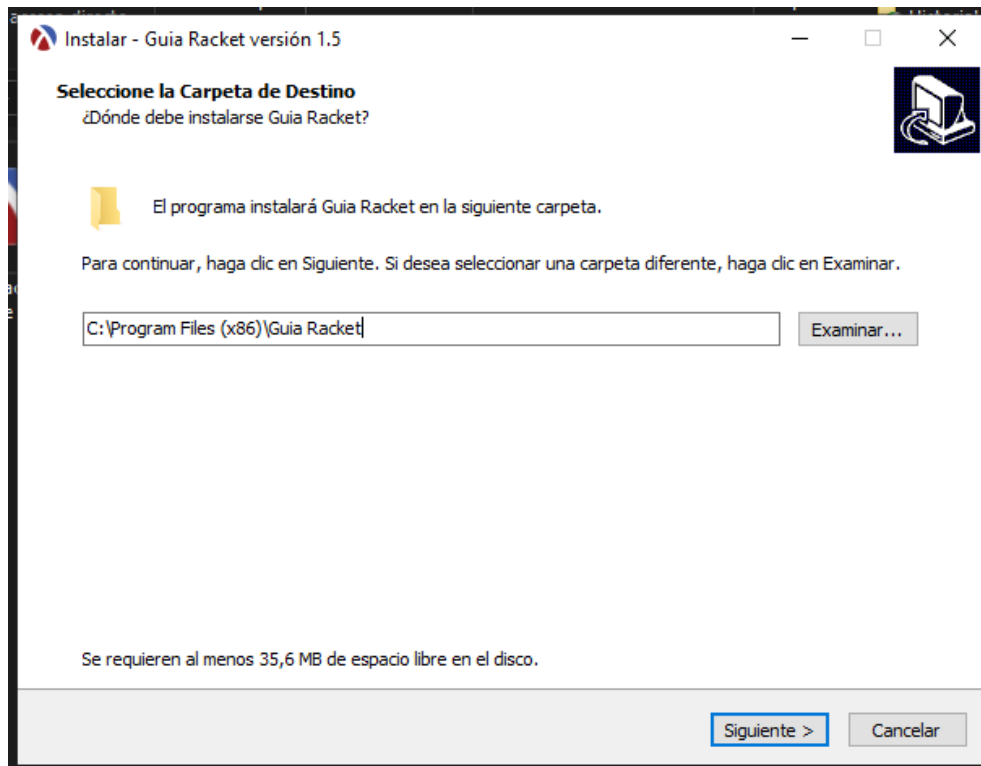 acceso directo
Historial
Instalar - Guia Racket versión 1.5
Seleccione la Carpeta de Destino
¿Dónde debe instalarse Guia Racket?
El programa instalará Guia Racket en la siguiente carpeta.
Para continuar, haga clic en Siguiente. Si desea seleccionar una carpeta diferente, haga clic en Examinar.
C:\Program Files (x86)\Guia Racket
Examinar...
Se requieren al menos 35,6 MB de espacio libre en el disco.
Siguiente >
Cancelar